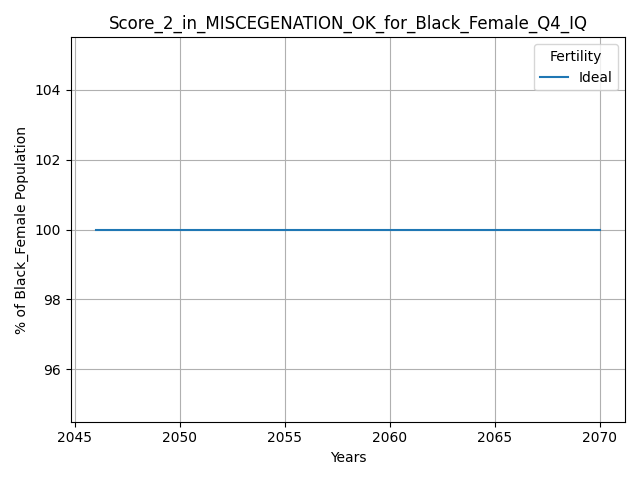 Score_2_in_MISCEGENATION_OK_for_Black_Female_Q4_IQ
Fertility
Ideal
104
102
100
98
96
% of Black_Female Population
2045 2050 2055 2060 2065 2070
Years